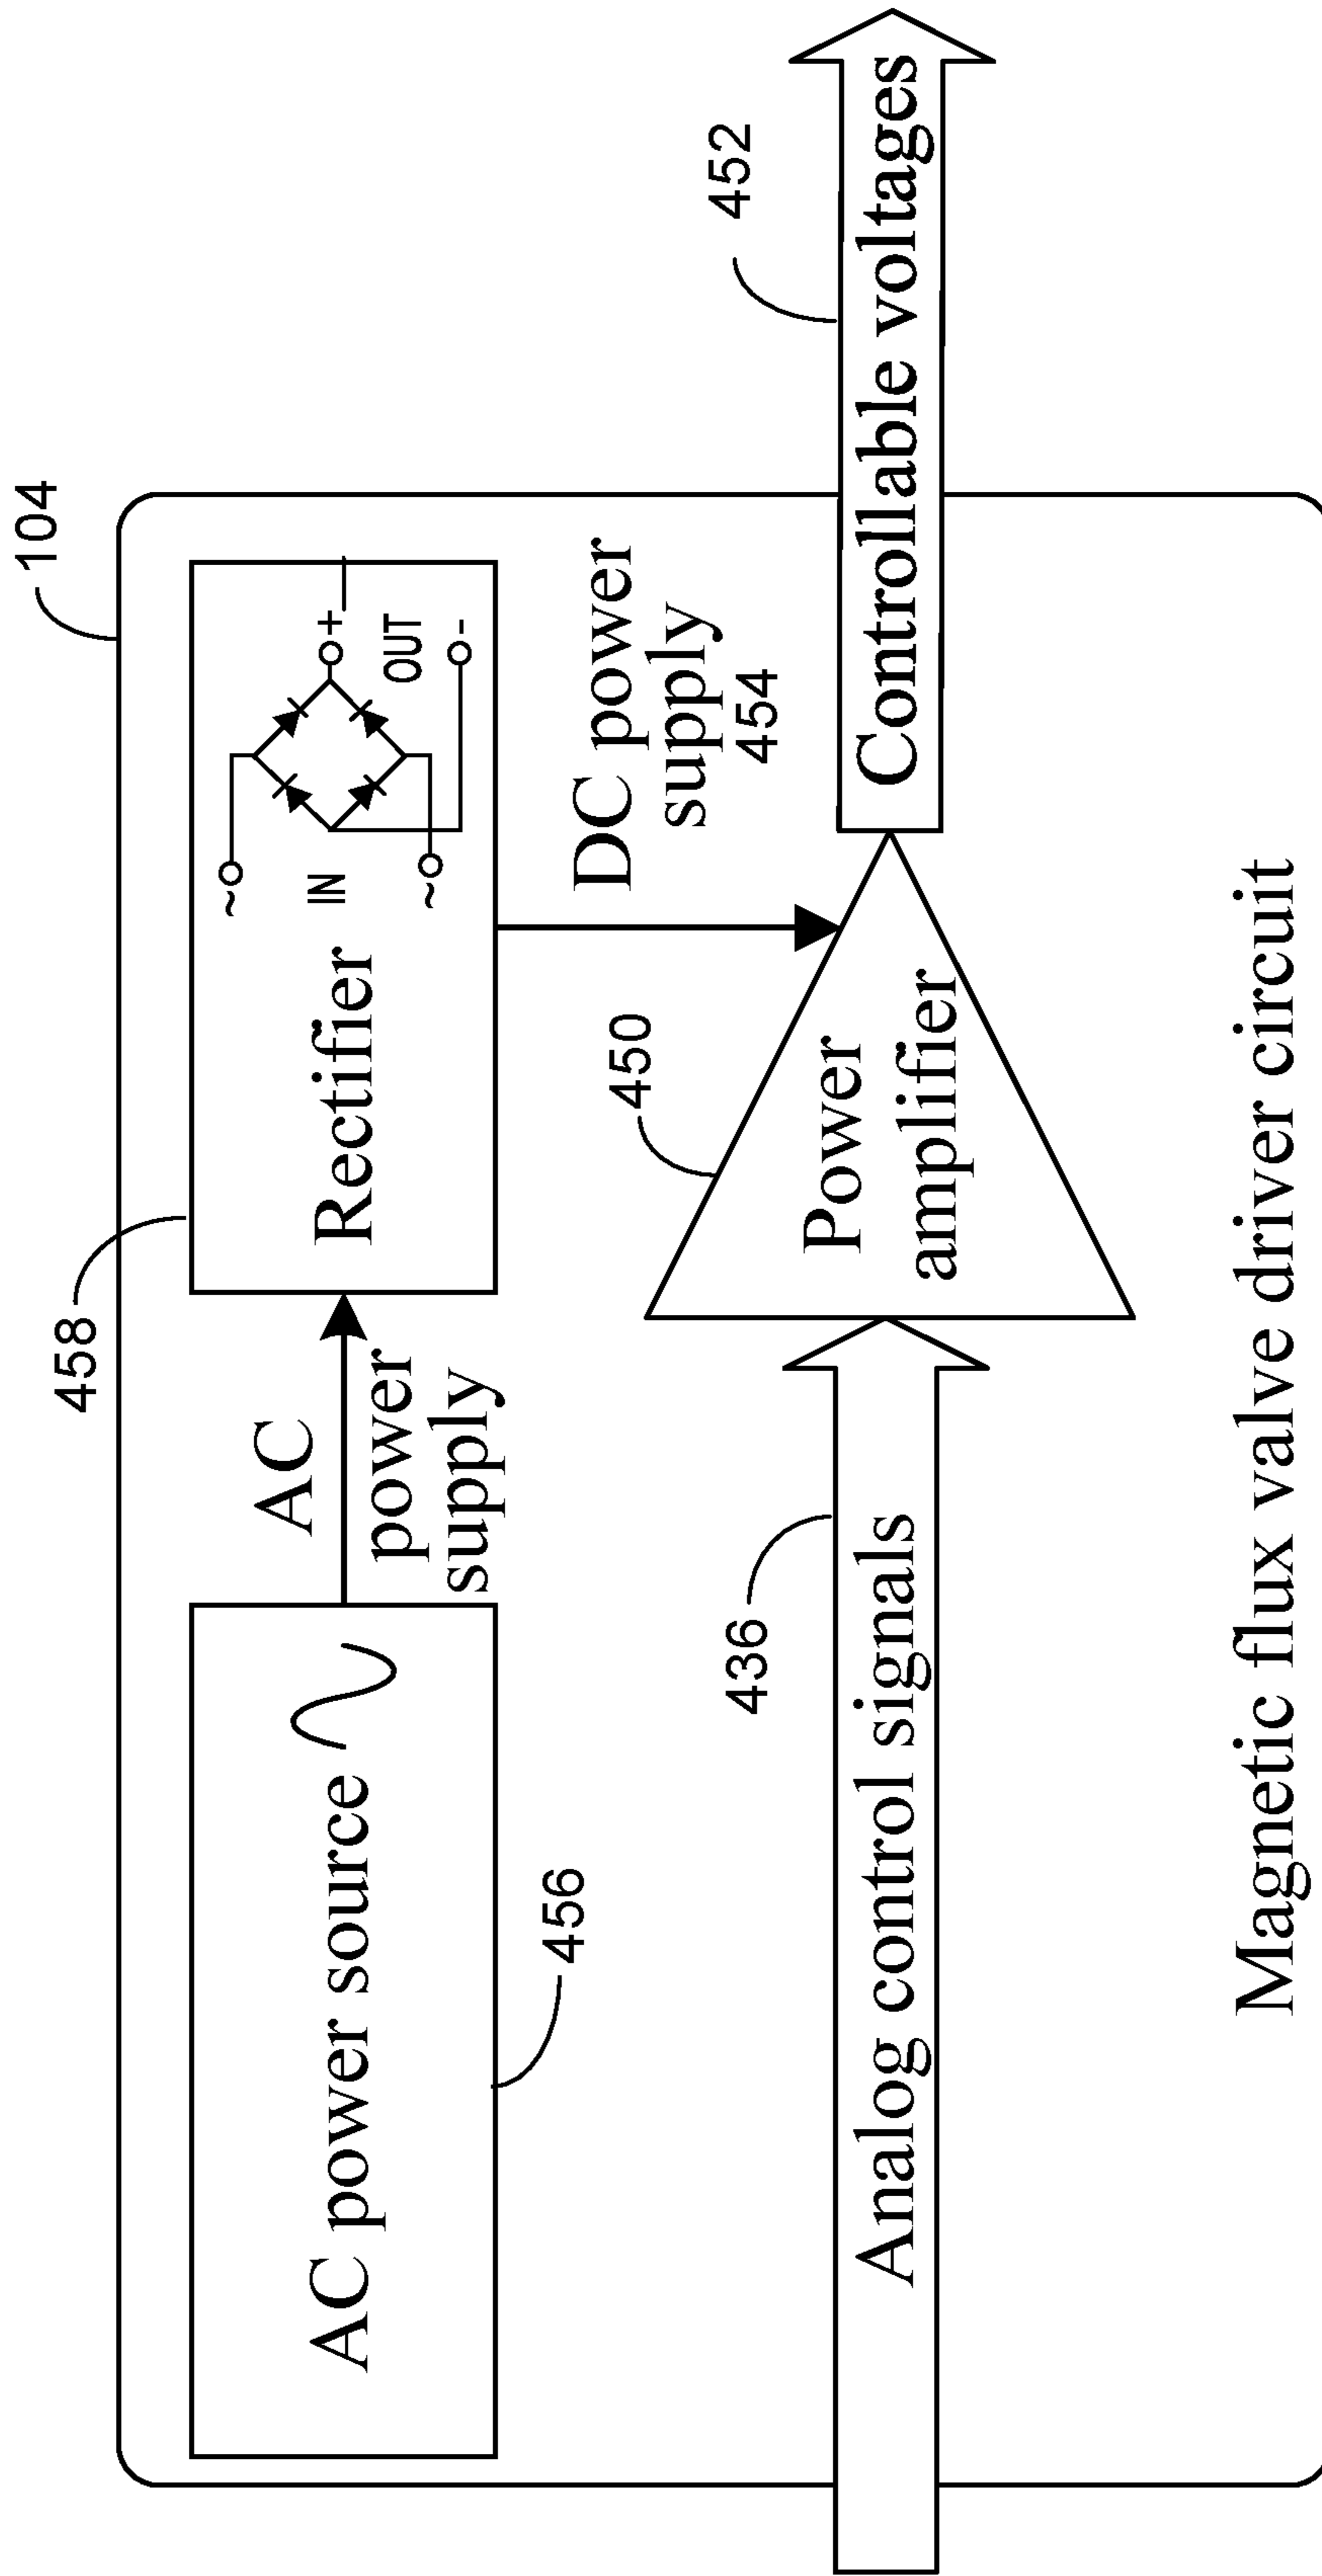 104
458
AC power source
AC
power
supply
Rectifier
~
IN
~
+
OUT
-
456
DC power
supply
454
450
436
452
Analog control signals
Power
amplifier
Controllable voltages
Magnetic flux valve driver circuit